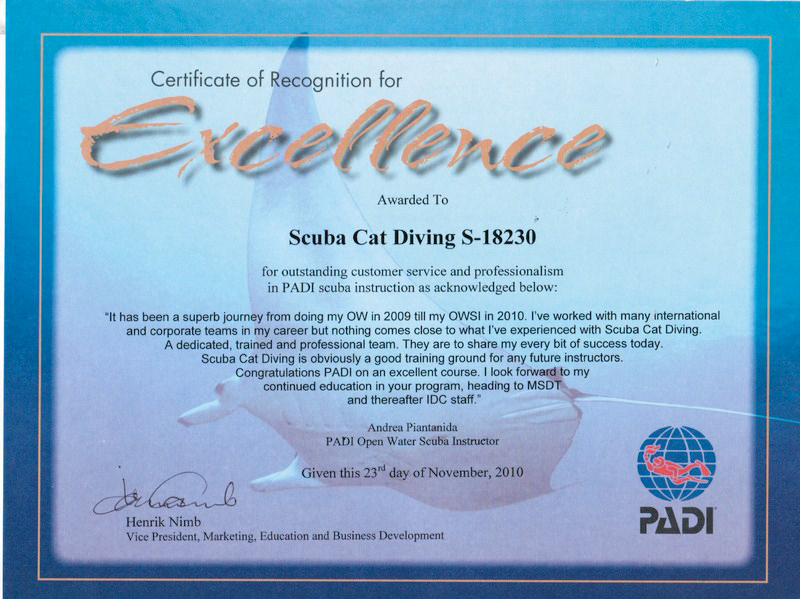 Certificate of Recognition for
Excellence
Awarded To
Scuba Cat Diving S-18230
for outstanding customer service and professionalism
in PADI scuba instruction as acknowledged below:
"It has been a superb journey from doing my OW in 2009 till my OWSI in 2010. I've worked with many international
and corporate teams in my career but nothing comes close to what I've experienced with Scuba Cat Diving.
A dedicated, trained and professional team. They are to share my every bit of success today.
Scuba Cat Diving is obviously a good training ground for any future instructors.
Congratulations PADI on an excellent course. I look forward to my
continued education in your program, heading to MSDT
and thereafter IDC staff."
Andrea Piantanida
PADI Open Water Scuba Instructor
Given this 23rd day of November, 2010
Henrik Nimb
Vice President, Marketing, Education and Business Development
PADI